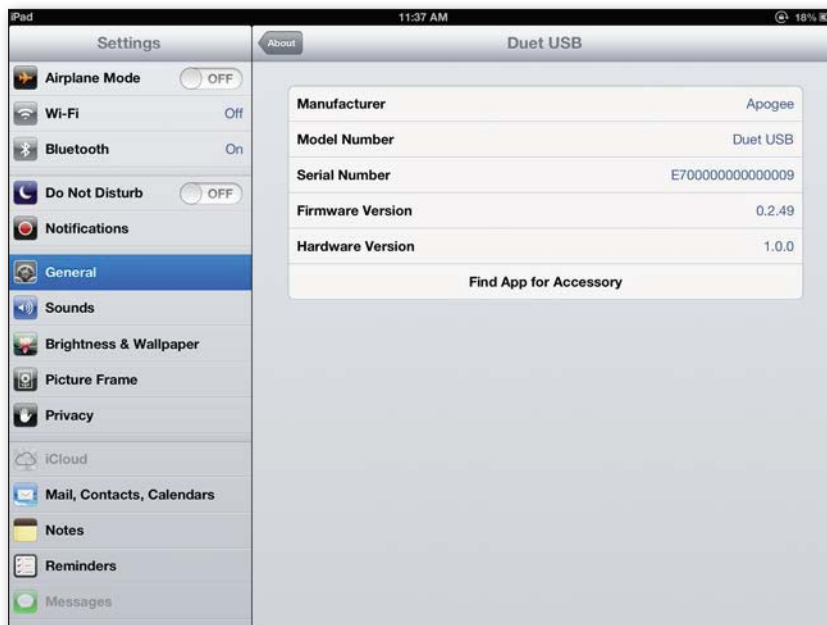 iPad 11:37 AM 18%
Settings
Airplane Mode OFF
Wi-Fi Off
Bluetooth On
Do Not Disturb OFF
Notifications
General
Sounds
Brightness & Wallpaper
Picture Frame
Privacy
iCloud
Mail, Contacts, Calendars
Notes
Reminders
Messages
About Duet USB
Manufacturer Apogee
Model Number Duet USB
Serial Number E700000000000009
Firmware Version 0.2.49
Hardware Version 1.0.0
Find App for Accessory